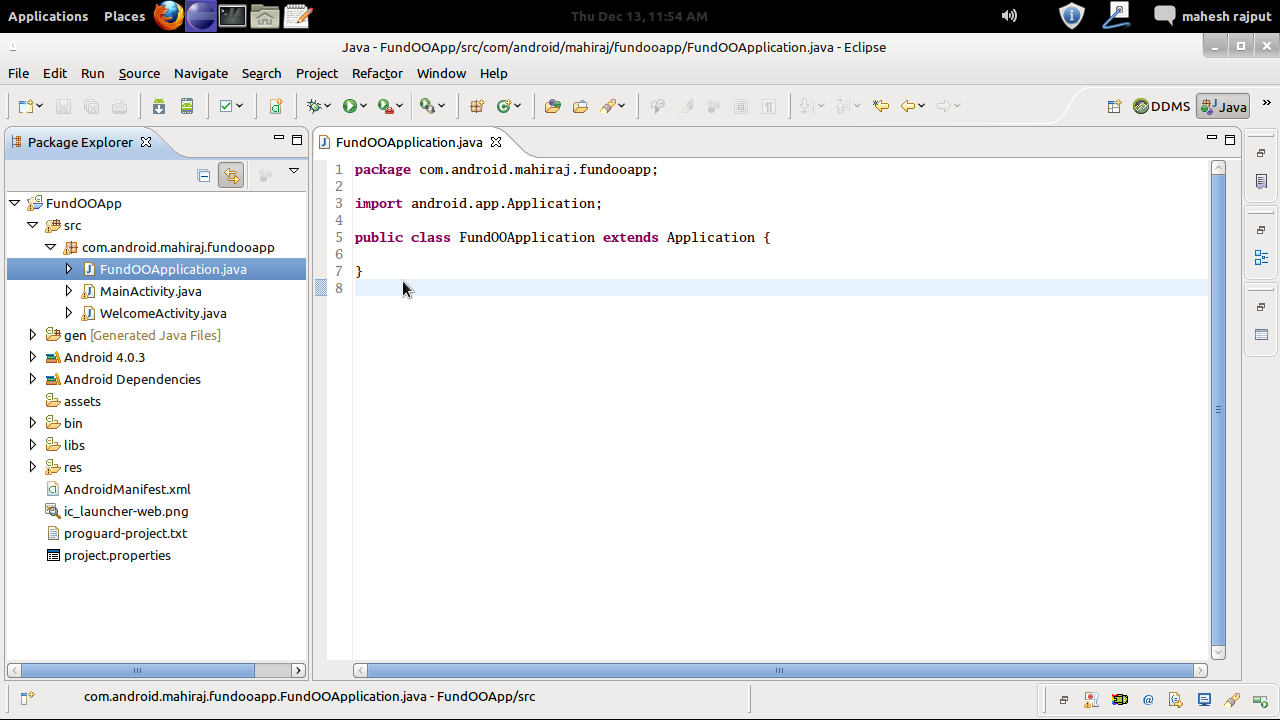 Applications Places Thu Dec 13, 11:54 AM mahesh rajput
Java - FundOOApp/src/com/android/mahiraj/fundooapp/FundOOApplication.java - Eclipse
File Edit Run Source Navigate Search Project Refactor Window Help
DDMS Java »
Package Explorer
FundOOApp
src
com.android.mahiraj.fundooapp
FundOOApplication.java
MainActivity.java
WelcomeActivity.java
gen [Generated Java Files]
Android 4.0.3
Android Dependencies
assets
bin
libs
res
AndroidManifest.xml
ic_launcher-web.png
proguard-project.txt
project.properties
FundOOApplication.java
1 package com.android.mahiraj.fundooapp;
2
3 import android.app.Application;
4
5 public class FundOOApplication extends Application {
6
7 }
8
com.android.mahiraj.fundooapp.FundOOApplication.java - FundOOApp/src